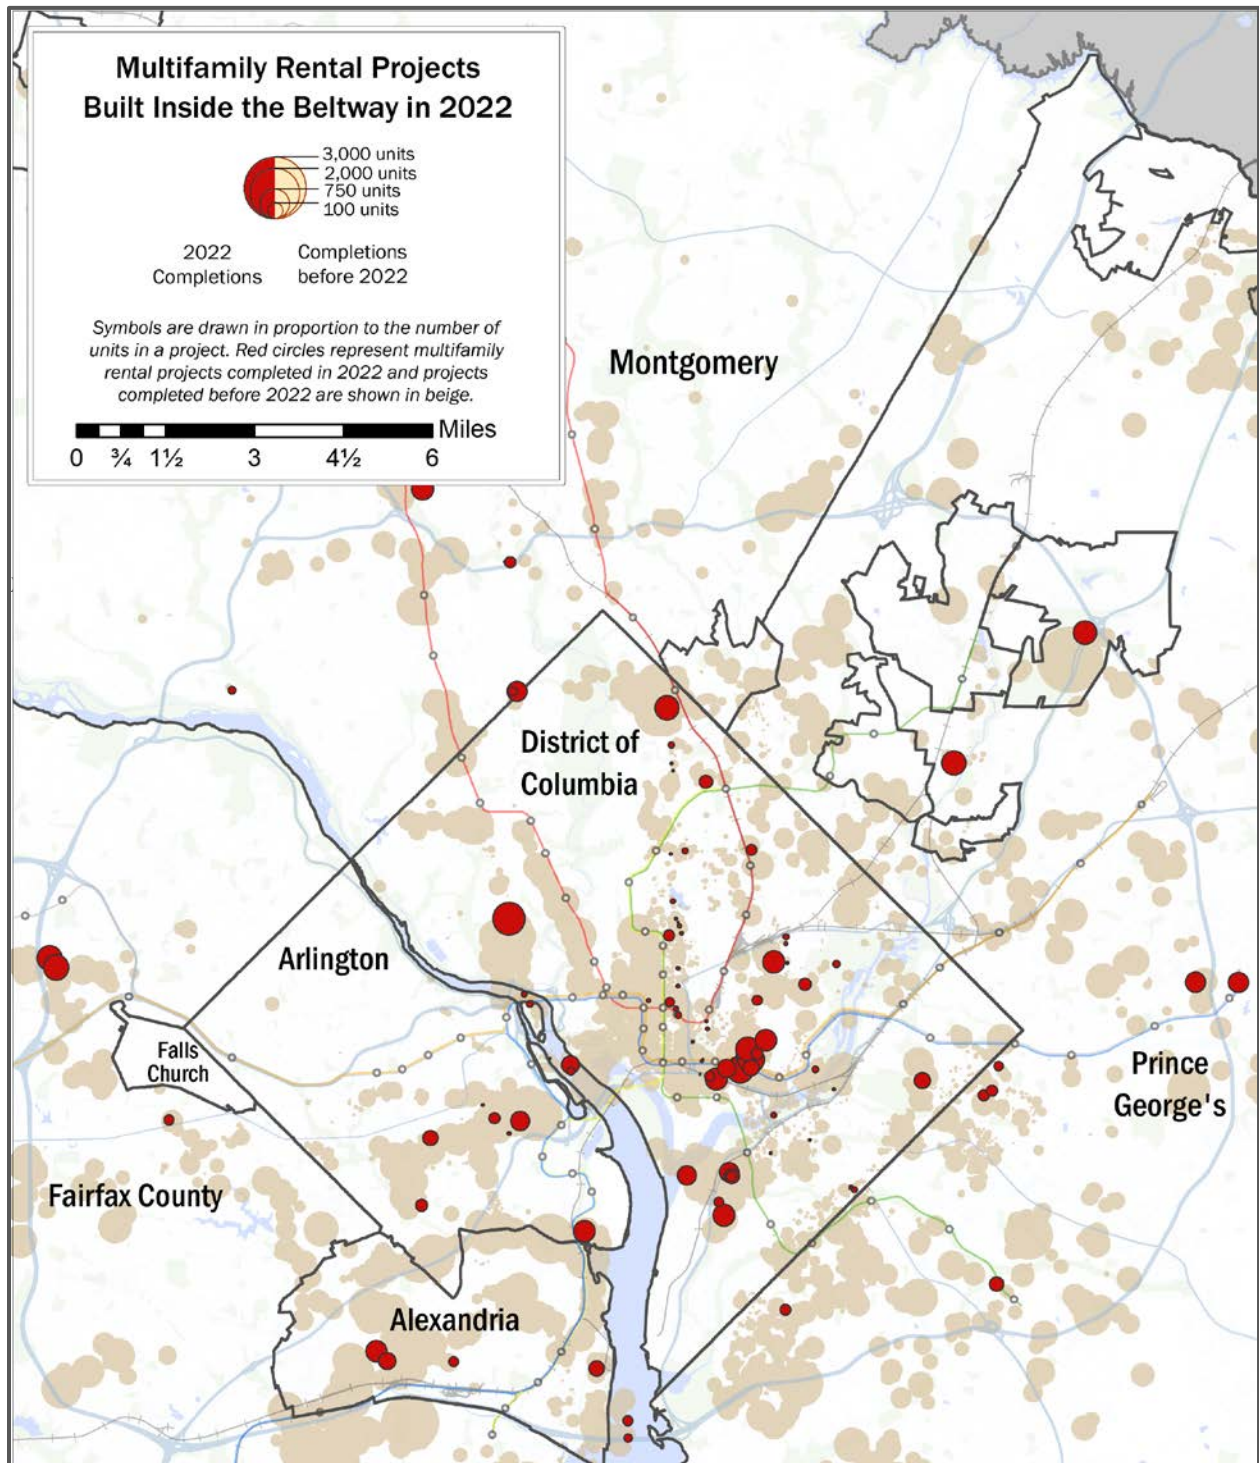 Multifamily Rental Projects
Built Inside the Beltway in 2022
3,000 units
2,000 units
750 units
100 units
2022
Completions
Completions
before 2022
Symbols are drawn in proportion to the number of
units in a project. Red circles represent multifamily
rental projects completed in 2022 and projects
completed before 2022 are shown in beige.
Miles
0 ¾ 1½ 3 4½ 6
Montgomery
District of
Columbia
Arlington
Falls
Church
Prince
George's
Fairfax County
Alexandria